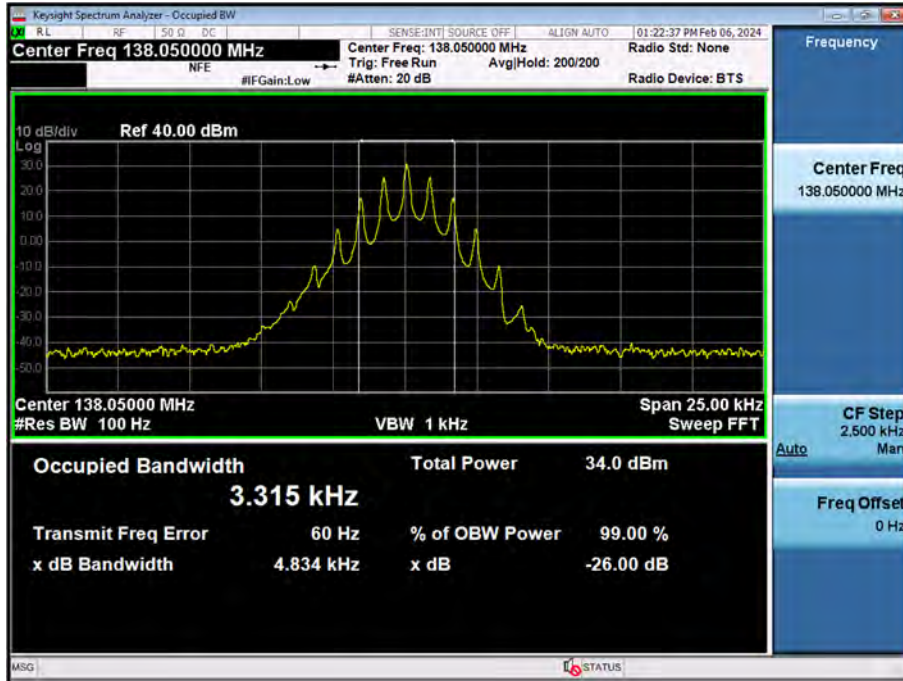 Keysight Spectrum Analyzer - Occupied BW
RL RF 50 Ω DC SENSE:INT SOURCE OFF ALIGN AUTO 01:22:37 PM Feb 06, 2024
Center Freq 138.050000 MHz
NFE
#IFGain:Low
Center Freq: 138.050000 MHz
Trig: Free Run Avg|Hold: 200/200
#Atten: 20 dB
Radio Std: None
Radio Device: BTS
10 dB/div Ref 40.00 dBm
Log
30.0
20.0
10.0
0.00
-10.0
-20.0
-30.0
-40.0
-50.0
Center 138.05000 MHz Span 25.00 kHz
#Res BW 100 Hz VBW 1 kHz Sweep FFT
Occupied Bandwidth Total Power 34.0 dBm
3.315 kHz
Transmit Freq Error 60 Hz % of OBW Power 99.00 %
x dB Bandwidth 4.834 kHz x dB -26.00 dB
MSG STATUS
Frequency
Center Freq
138.050000 MHz
CF Step
2.500 kHz
Auto Man
Freq Offset
0 Hz